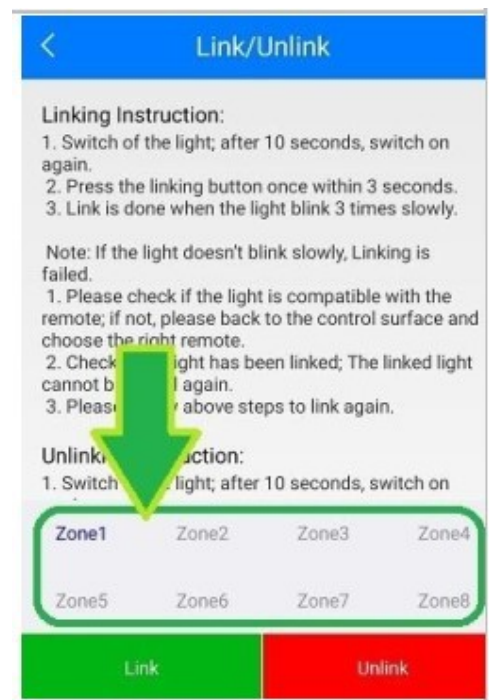 Link/Unlink
Linking Instruction:
1. Switch of the light; after 10 seconds, switch on
again.
2. Press the linking button once within 3 seconds.
3. Link is done when the light blink 3 times slowly.
Note: If the light doesn't blink slowly, Linking is
failed.
1. Please check if the light is compatible with the
remote; if not, please back to the control surface and
choose the right remote.
2. Check ight has been linked; The linked light
cannot b again.
3. Pleas above steps to link again.
Unlink ction:
1. Switch light; after 10 seconds, switch on
Zone1 Zone2 Zone3 Zone4
Zone5 Zone6 Zone7 Zone8
Link Unlink